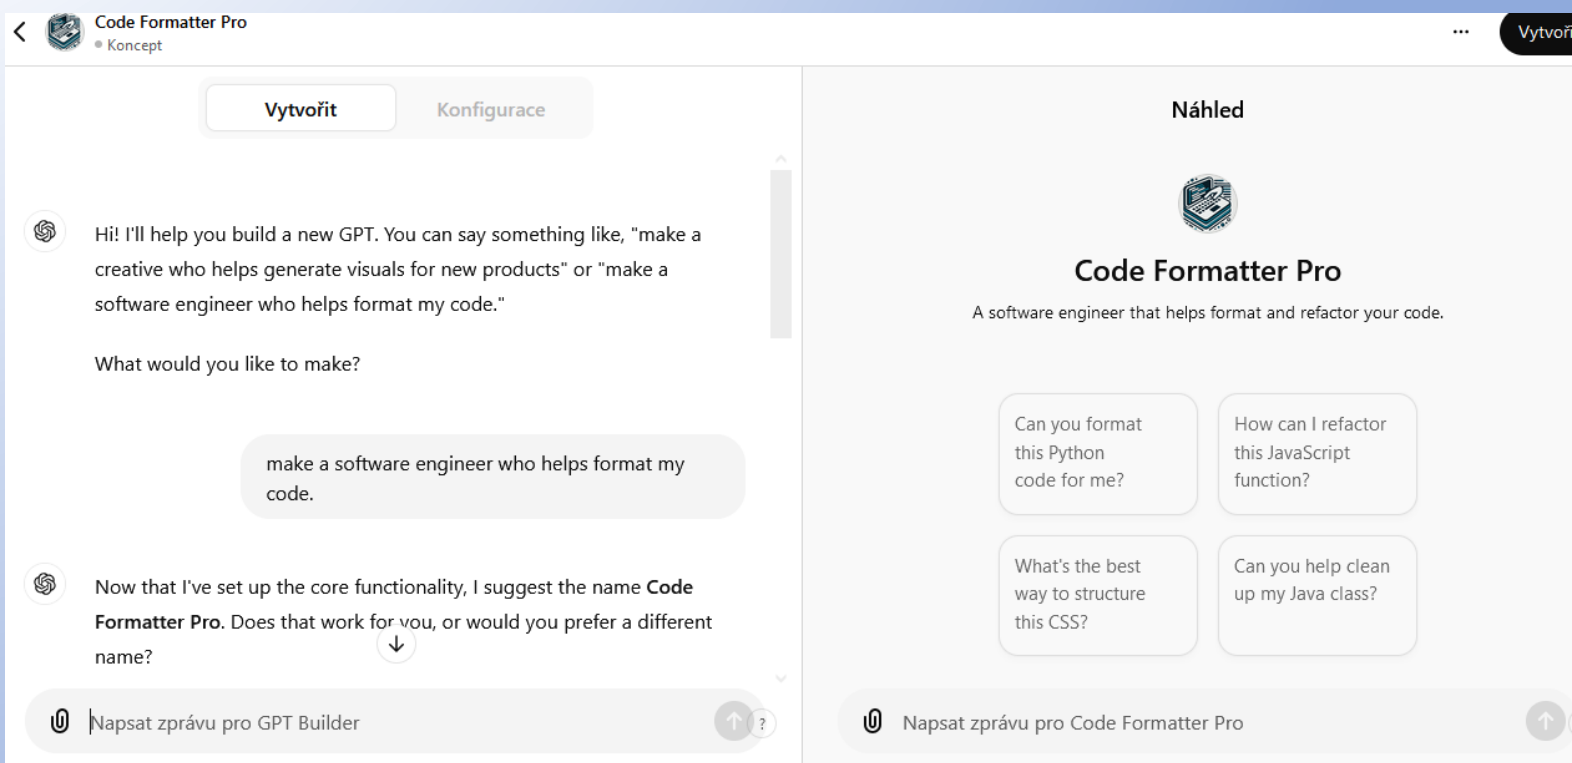 Code Formatter Pro
Koncept
Vytvoři
Vytvořit
Konfigurace
Hi! I'll help you build a new GPT. You can say something like, "make a
creative who helps generate visuals for new products" or "make a
software engineer who helps format my code."
What would you like to make?
make a software engineer who helps format my
code.
Now that I've set up the core functionality, I suggest the name Code
Formatter Pro. Does that work for you, or would you prefer a different
name?
Napsat zprávu pro GPT Builder
?
Náhled
Code Formatter Pro
A software engineer that helps format and refactor your code.
Can you format
this Python
code for me?
How can I refactor
this JavaScript
function?
What's the best
way to structure
this CSS?
Can you help clean
up my Java class?
Napsat zprávu pro Code Formatter Pro